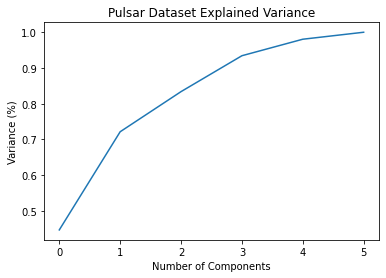 Pulsar Dataset Explained Variance
1.0
0.9
0.8
0.7
0.6
0.5
Variance (%)
0 1 2 3 4 5
Number of Components